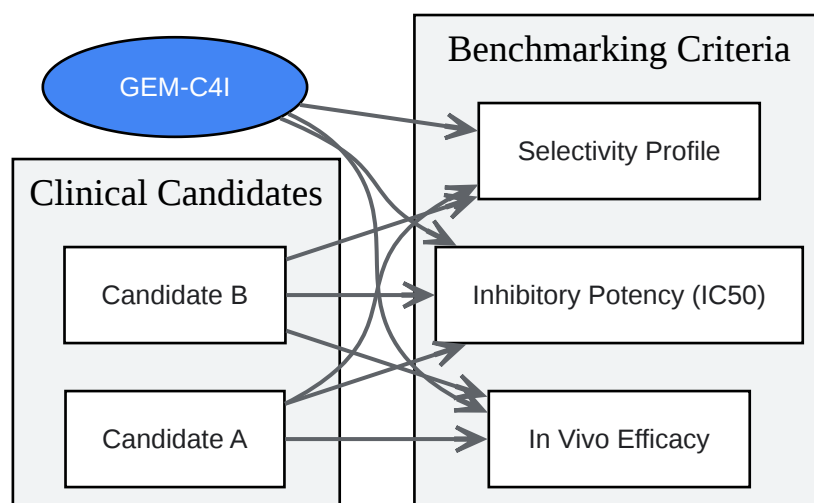 GEM-C4I
Clinical Candidates
Candidate B
Candidate A
Benchmarking Criteria
Selectivity Profile
Inhibitory Potency (IC50)
In Vivo Efficacy